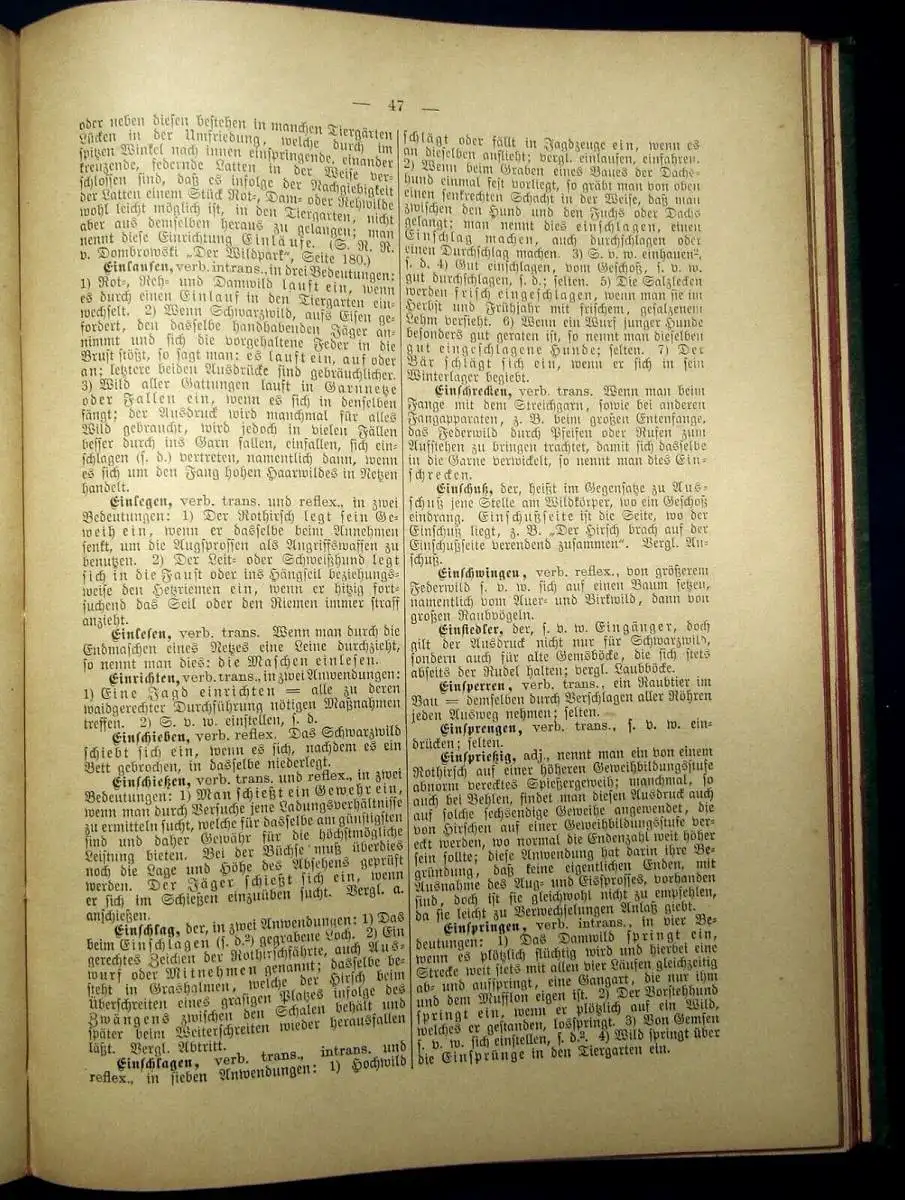 — 47 —
oder neben diesen bestehen in manchen Tiergärten
Lücken in der Umfriedung, welche durch im
spitzen Winkel nach innen einspringende, einander
kreuzende, federnde Latten in der Weise ver-
schlossen sind, daß es infolge der Nachgiebigkeit
der Latten einem Stück Rot-, Dam- oder Rehwilde
wohl leicht möglich ist, in den Tiergarten, nicht
aber aus demselben heraus zu gelangen; man
nennt diese Einrichtung Einläufe. (S. R. R.
v. Dombrowski „Der Wildpark", Seite 180.)
Einlaufen, verb. intrans., in drei Bedeutungen:
1) Rot-, Reh- und Damwild lauft ein, wenn
es durch einen Einlauf in den Tiergarten ein-
wechselt. 2) Wenn Schwarzwild, aufs Eisen ge-
fordert, den dasselbe handhabenden Jäger an-
nimmt und sich die vorgehaltene Feder in die
Brust stößt, so sagt man: es lauft ein, auf oder
an; letztere beiden Ausdrücke sind gebräuchlicher.
3) Wild aller Gattungen lauft in Garnnetze
oder Fallen ein, wenn es sich in denselben
fängt; der Ausdruck wird manchmal für alles
Wild gebraucht, wird jedoch in vielen Fällen
besser durch ins Garn fallen, einfallen, sich ein-
schlagen (s. d.) vertreten, namentlich dann, wenn
es sich um den Fang hohen Haarwildes in Netzen
handelt.
Einlegen, verb. trans. und reflex., in zwei
Bedeutungen: 1) Der Rothirsch legt sein Ge-
weih ein, wenn er dasselbe beim Annehmen
senkt, um die Augsprossen als Angriffswaffen zu
benutzen. 2) Der Leit- oder Schweißhund legt
sich in die Faust oder ins Hängseil beziehungs-
weise den Hetzriemen ein, wenn er hitzig fort-
suchend das Seil oder den Riemen immer straff
anzieht.
Einlesen, verb. trans. Wenn man durch die
Endmaschen eines Netzes eine Leine durchzieht,
so nennt man dies: die Maschen einlesen.
Einrichten, verb. trans., in zwei Anwendungen:
1) Eine Jagd einrichten = alle zu deren
waidgerechter Durchführung nötigen Maßnahmen
treffen. 2) S. v. w. einstellen, s. d.
Einschieben, verb. reflex. Das Schwarzwild
schiebt sich ein, wenn es sich, nachdem es ein
Bett gebrochen, in dasselbe niederlegt.
Einschießen, verb. trans. und reflex., in zwei
Bedeutungen: 1) Man schießt ein Gewehr ein,
wenn man durch Versuche jene Ladungsverhältnisse
zu ermitteln sucht, welche für dasselbe am günstigsten
sind und daher Gewähr für die höchstmögliche
Leistung bieten. Bei der Büchse muß überdies
noch die Lage und Höhe des Absehens geprüft
werden. Der Jäger schießt sich ein, wenn
er sich im Schießen einzuüben sucht. Vergl. a.
anschießen.
Einschlag, der, in zwei Anwendungen: 1) Das
beim Einschlagen (s. d.²) gegrabene Loch. 2) Ein
gerechtes Zeichen der Rothirschfährte, auch Aus-
wurf oder Mitnehmen genannt; dasselbe be-
steht in Grashalmen, welche der Hirsch beim
überschreiten eines grasigen Platzes infolge des
Zwängens zwischen den Schalen behält und
später beim Weiterschreiten wieder herausfallen
läßt. Vergl. Abtritt.
Einschlagen, verb. trans., intrans. und
reflex., in sieben Anwendungen: 1) Hochwild
schlägt oder fällt in Jagdzeuge ein, wenn es
an dieselben auflieht; vergl. einlaufen, einfahren.
2) Wenn beim Graben eines Baues der Dachs-
hund einmal fest vorliegt, so gräbt man von oben
einen senkrechten Schacht in der Weise, daß man
zwischen den Hund und den Fuchs oder Dachs
gelangt; man nennt dies einschlagen, einen
Einschlag machen, auch durchschlagen oder
einen Durchschlag machen. 3) S. v. w. einhauen²,
s. d. 4) Gut einschlagen, vom Geschoß, s. v. w.
gut durchschlagen, s. d.; selten. 5) Die Salzlecken
werden frisch eingeschlagen, wenn man sie im
Herbst und Frühjahr mit frischem, gesalzenem
Lehm versieht. 6) Wenn ein Wurf junger Hunde
besonders gut geraten ist, so nennt man dieselben
gut eingeschlagene Hunde; selten. 7) Der
Bär schlägt sich ein, wenn er sich in sein
Winterlager begiebt.
Einschrecken, verb. trans. Wenn man beim
Fange mit dem Streichgarn, sowie bei anderen
Fangapparaten, z. B. beim großen Entenfange,
das Federwild durch Pfeifen oder Rufen zum
Aufstehen zu bringen trachtet, damit sich dasselbe
in die Garne verwickelt, so nennt man dies Ein-
schrecken.
Einschuß, der, heißt im Gegensatze zu Aus-
schuß jene Stelle am Wildkörper, wo ein Geschoß
eindrang. Einschußseite ist die Seite, wo der
Einschuß liegt, z. B. „Der Hirsch brach auf der
Einschußseite verendend zusammen". Vergl. An-
schuß.
Einschwingen, verb. reflex., von größerem
Federwild s. v. w. sich auf einen Baum setzen,
namentlich vom Auer- und Birkwild, dann von
großen Raubvögeln.
Einsiedler, der, s. v. w. Eingänger, doch
gilt der Ausdruck nicht nur für Schwarzwild,
sondern auch für alte Gemsböcke, die sich stets
abseits der Rudel halten; vergl. Laubböcke.
Einsperren, verb. trans., ein Raubtier im
Bau = demselben durch Verschlagen aller Röhren
jeden Ausweg nehmen; selten.
Einsprengen, verb. trans., s. v. w. ein-
drücken; selten.
Einsprießig, adj., nennt man ein von einem
Rothirsch auf einer höheren Geweihbildungsstufe
abnorm verecktes Spießergeweih; manchmal, so
auch bei Behlen, findet man diesen Ausdruck auch
auf solche sechsendige Geweihe angewendet, die
von Hirschen auf einer Geweihbildungsstufe ver-
eckt werden, wo normal die Endenzahl weit höher
sein sollte; diese Anwendung hat darin ihre Be-
gründung, daß keine eigentlichen Enden, mit
Ausnahme des Aug- und Eissprosses, vorhanden
sind, doch ist sie gleichwohl nicht zu empfehlen,
da sie leicht zu Verwechselungen Anlaß giebt.
Einspringen, verb. intrans., in vier Be-
deutungen: 1) Das Damwild springt ein,
wenn es plötzlich flüchtig wird und hierbei eine
Strecke weit stets mit allen vier Läufen gleichzeitig
ab- und aufspringt, eine Gangart, die nur ihm
und dem Mufflon eigen ist. 2) Der Vorstehhund
springt ein, wenn er plötzlich auf ein Wild,
welches er gestanden, losspringt. 3) Von Gemsen
s. v. w. sich einstellen, s. d.². 4) Wild springt über
die Einsprünge in den Tiergarten ein.